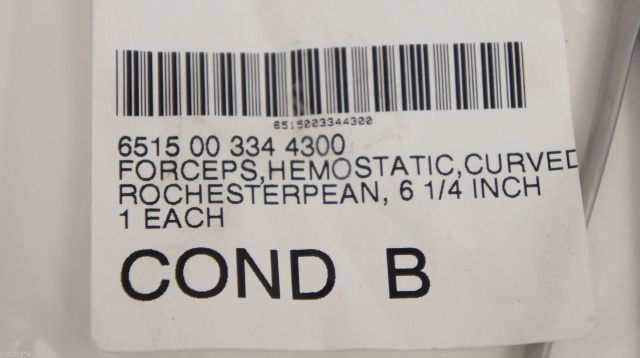 6515003344300
6515 00 334 4300
FORCEPS,HEMOSTATIC,CURVED
ROCHESTERPEAN, 6 1/4 INCH
1 EACH
COND B